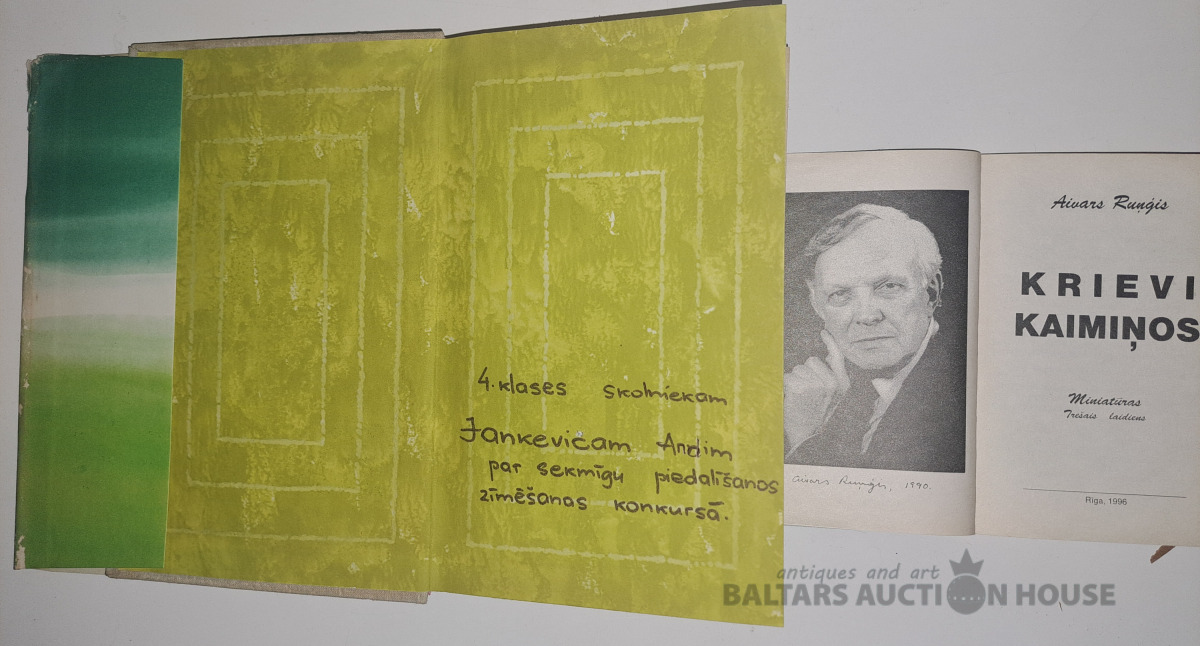 4. klases skolniekam
Jankevičam Andim
par sekmīgu piedalīšanos
zīmēšanas konkursā.
Aivars Ruņģis, 1990.
Aivars Ruņģis
KRIEVI
KAIMIŅOS
Miniatūras
Trešais laidiens
Rīga, 1996
antiques and art
BALTARS AUCTION HOUSE